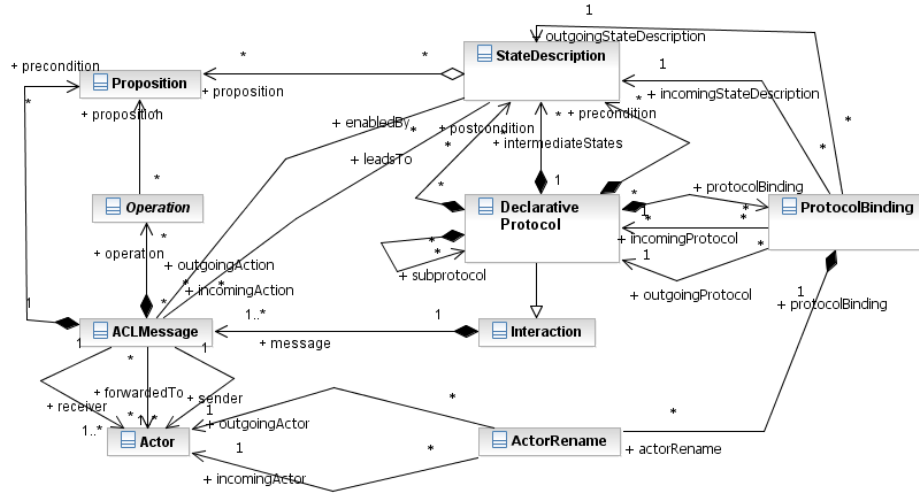 1
outgoingStateDescription
StateDescription
*
*
+ precondition
Proposition
+ proposition
*
1
+ incomingStateDescription
+ proposition
+ enabledBy
*
+ postcondition
*
+ precondition
*
+ leadsTo
+ intermediateStates
*
*
*
Operation
*
+ operation
*
1
*
Declarative
Protocol
+ protocolBinding
1
*
*
ProtocolBinding
+ incomingProtocol
*
*
+ subprotocol
1
+ outgoingProtocol
*
+ outgoingAction
+ incomingAction
*
*
1
+ protocolBinding
1
ACLMessage
1
1
1..*
+ message
1
Interaction
*
+ forwardedTo
+ sender
+ receiver
1..*
*
1
+ outgoingActor
*
Actor
1
+ incomingActor
*
ActorRename
*
+ actorRename